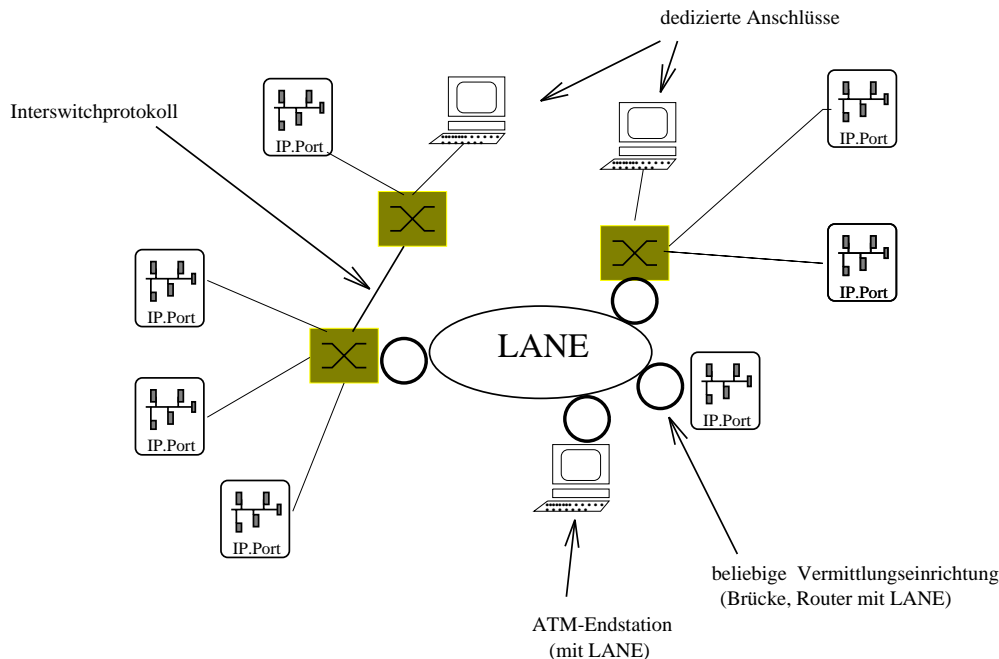 dedizierte Anschlüsse
Interswitchprotokoll
IP.Port
IP.Port
IP.Port
IP.Port
IP.Port
LANE
IP.Port
IP.Port
IP.Port
beliebige Vermittlungseinrichtung
(Brücke, Router mit LANE)
ATM-Endstation
(mit LANE)